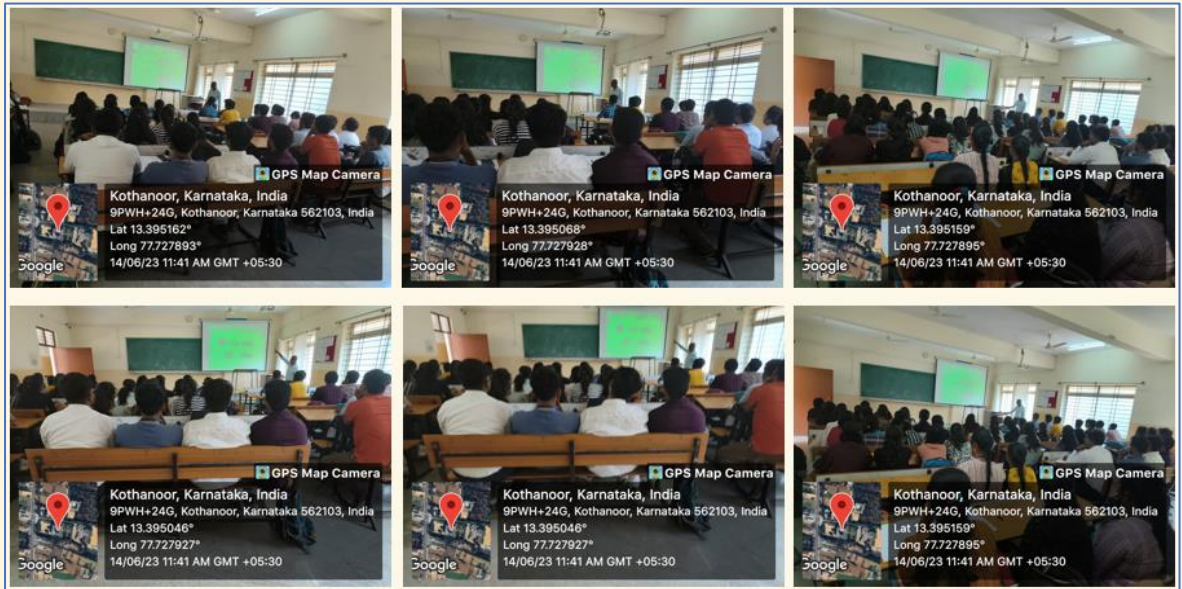 GPS Map Camera
Kothanoor, Karnataka, India
9PWH+24G, Kothanoor, Karnataka 562103, India
Lat 13.395162°
Long 77.727893°
14/06/23 11:41 AM GMT +05:30
Google
GPS Map Camera
Kothanoor, Karnataka, India
9PWH+24G, Kothanoor, Karnataka 562103, India
Lat 13.395068°
Long 77.727928°
14/06/23 11:41 AM GMT +05:30
Google
GPS Map Camera
Kothanoor, Karnataka, India
9PWH+24G, Kothanoor, Karnataka 562103, India
Lat 13.395159°
Long 77.727895°
14/06/23 11:41 AM GMT +05:30
Google
GPS Map Camera
Kothanoor, Karnataka, India
9PWH+24G, Kothanoor, Karnataka 562103, India
Lat 13.395046°
Long 77.727927°
14/06/23 11:41 AM GMT +05:30
Google
GPS Map Camera
Kothanoor, Karnataka, India
9PWH+24G, Kothanoor, Karnataka 562103, India
Lat 13.395046°
Long 77.727927°
14/06/23 11:41 AM GMT +05:30
Google
GPS Map Camera
Kothanoor, Karnataka, India
9PWH+24G, Kothanoor, Karnataka 562103, India
Lat 13.395159°
Long 77.727895°
14/06/23 11:41 AM GMT +05:30
Google